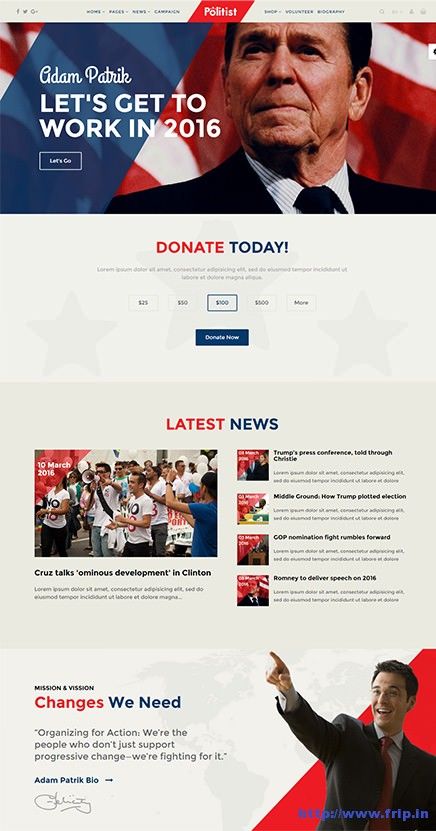 HOME PAGES NEWS CAMPAIGN Politist SHOP VOLUNTEER BIOGRAPHY
Adam Patrik
LET'S GET TO
WORK IN 2016
Let's Go
DONATE TODAY!
Lorem ipsum dolor sit amet, consectetur adipisicing elit, sed do eiusmod tempor incididunt ut
labore et dolore magna aliqua.
$25 $50 $100 $500 More
Donate Now
LATEST NEWS
10 March
2016
Cruz talks 'ominous development' in Clinton
Lorem ipsum dolor sit amet, consectetur adipisicing elit, sed do
eiusmod tempor incididunt ut labore et dolore magna...
08 March
2016
Trump's press conference, told through
Christie
Lorem ipsum dolor sit amet, consectetur adipisicing elit,
sed do eiusmod tempor incididunt ut labore et dolore
Middle Ground: How Trump plotted election
Lorem ipsum dolor sit amet, consectetur adipisicing elit,
sed do eiusmod tempor incididunt ut labore et dolore
GOP nomination fight rumbles forward
Lorem ipsum dolor sit amet, consectetur adipisicing elit,
sed do eiusmod tempor incididunt ut labore et dolore
Romney to deliver speech on 2016
Lorem ipsum dolor sit amet, consectetur adipisicing elit,
sed do eiusmod tempor incididunt ut labore et dolore
MISSION & VISSION
Changes We Need
"Organizing for Action: We're the
people who don't just support
progressive change—we're fighting for it."
Adam Patrik Bio
http://www.frip.in